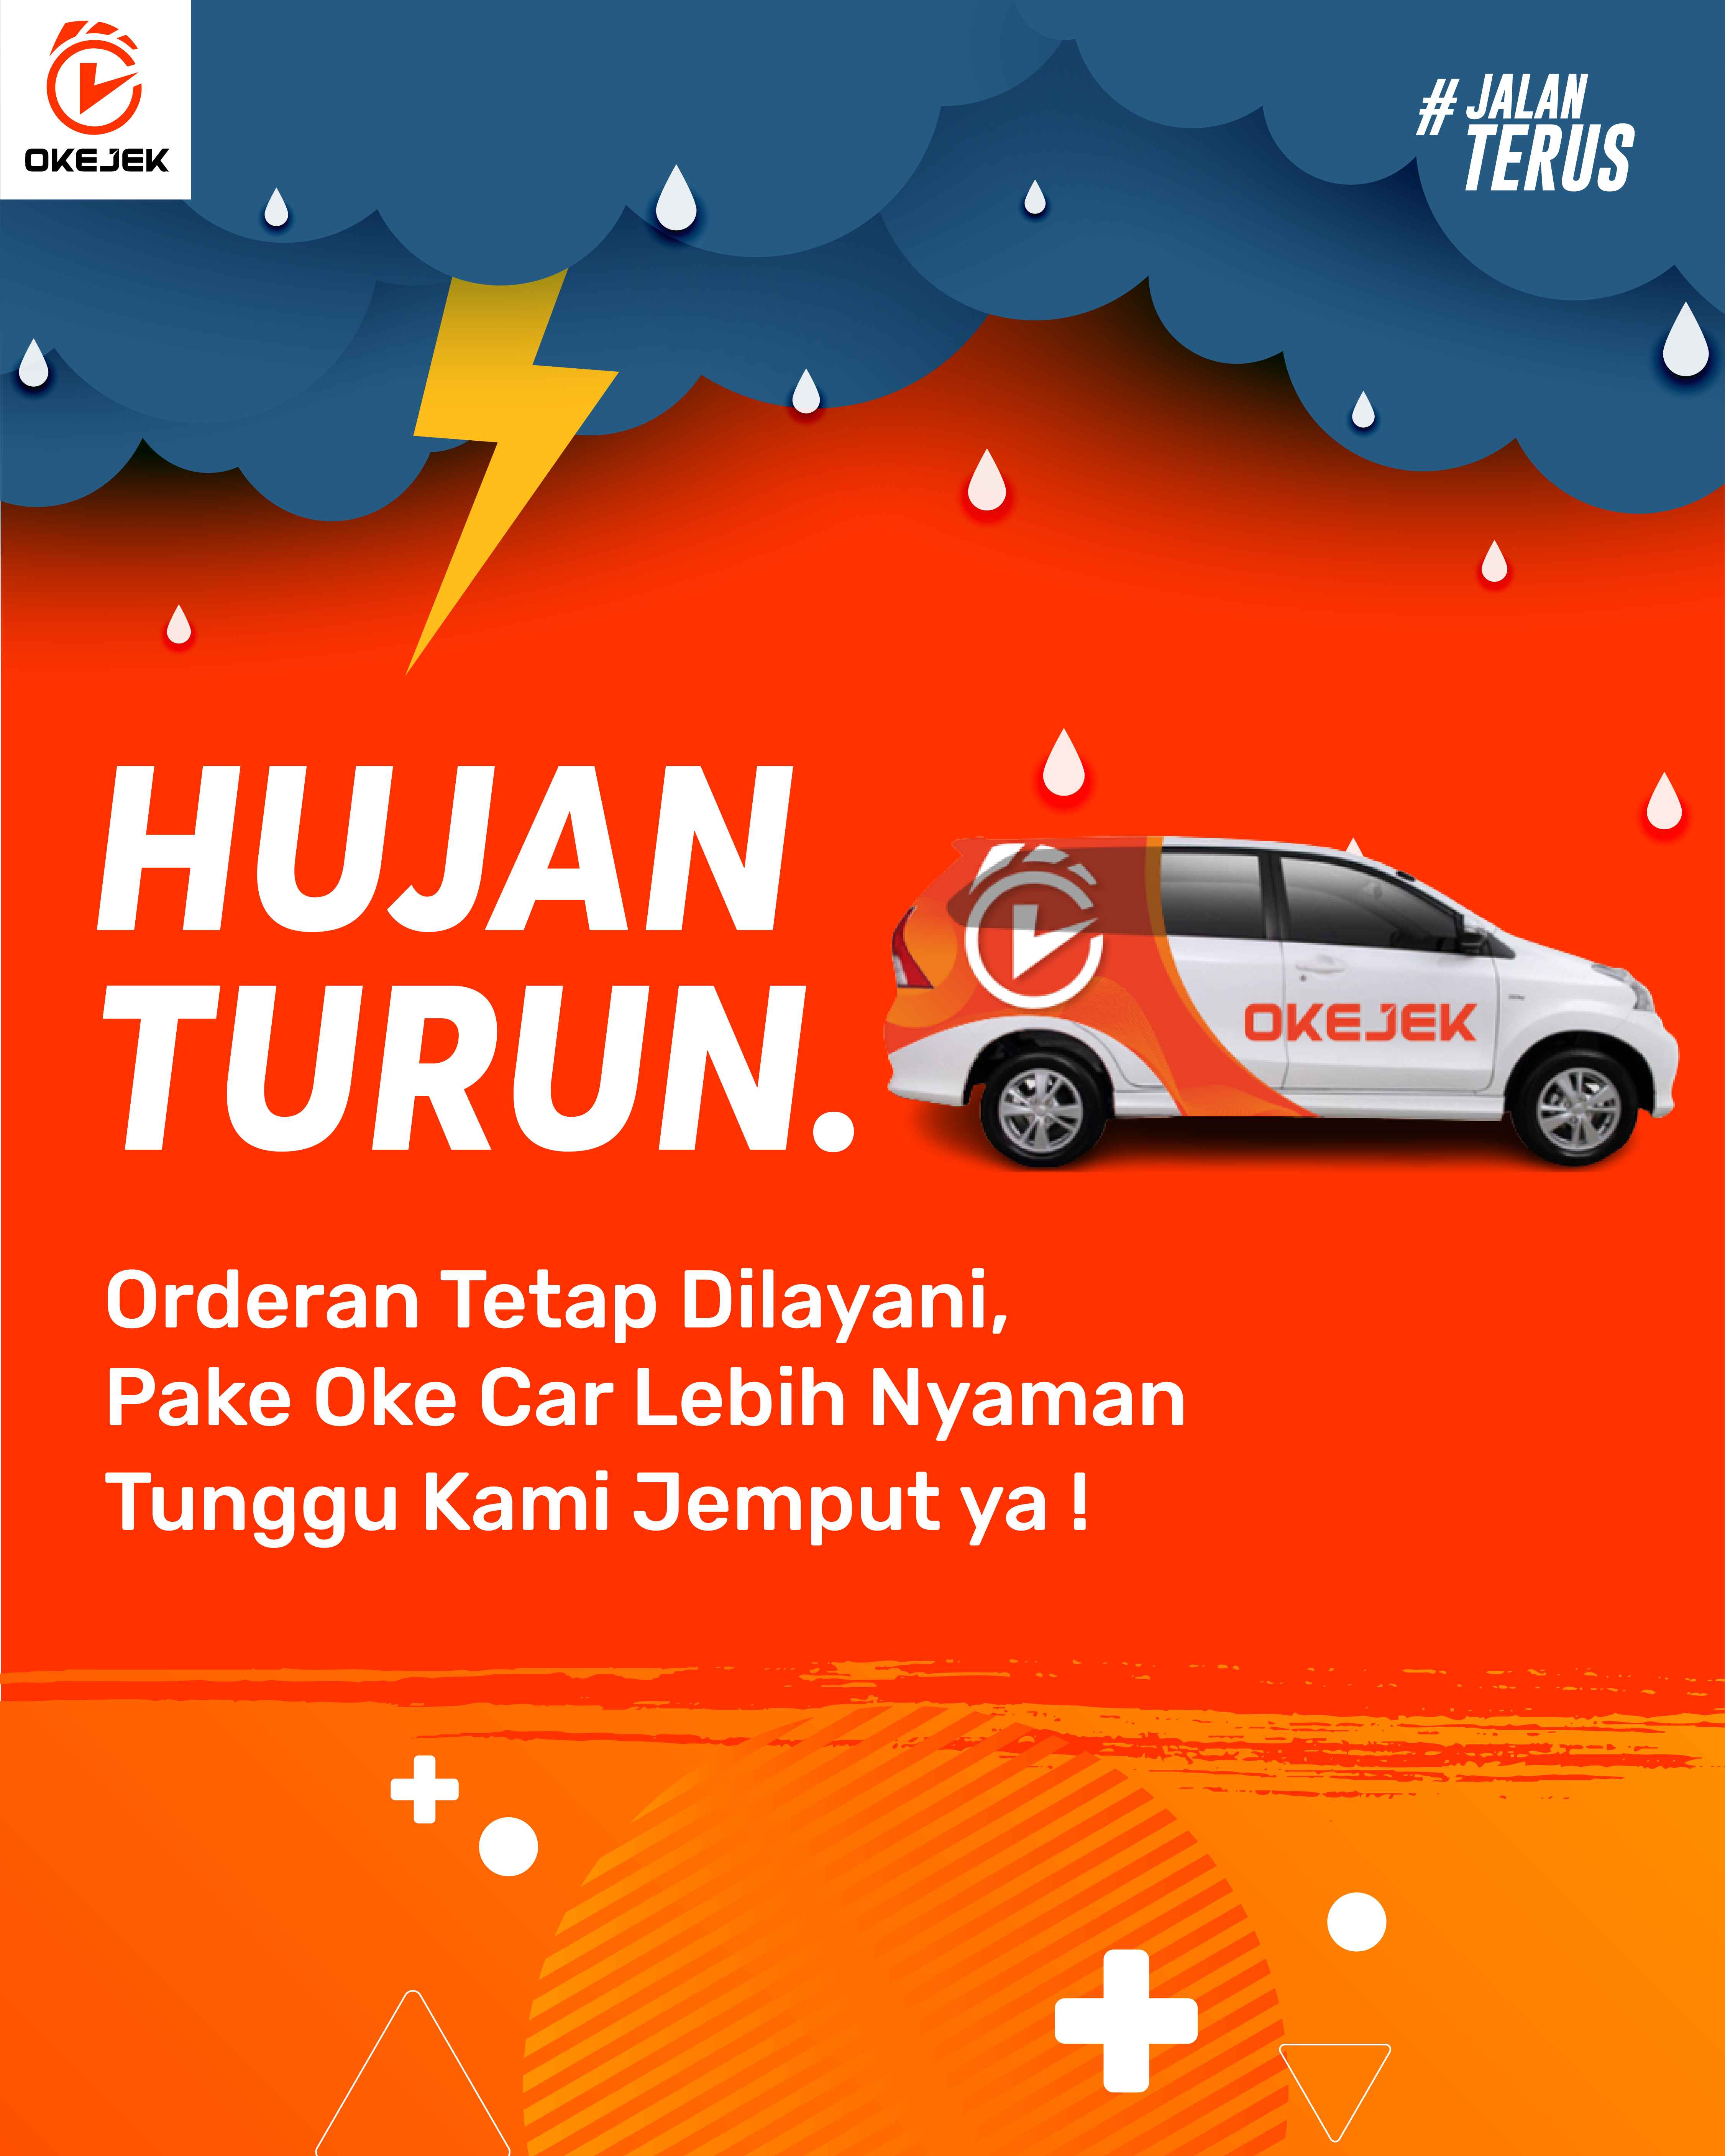 OKEJEK
# JALAN
TERUS
HUJAN
TURUN.
OKEJEK
Orderan Tetap Dilayani,
Pake Oke Car Lebih Nyaman
Tunggu Kami Jemput ya !